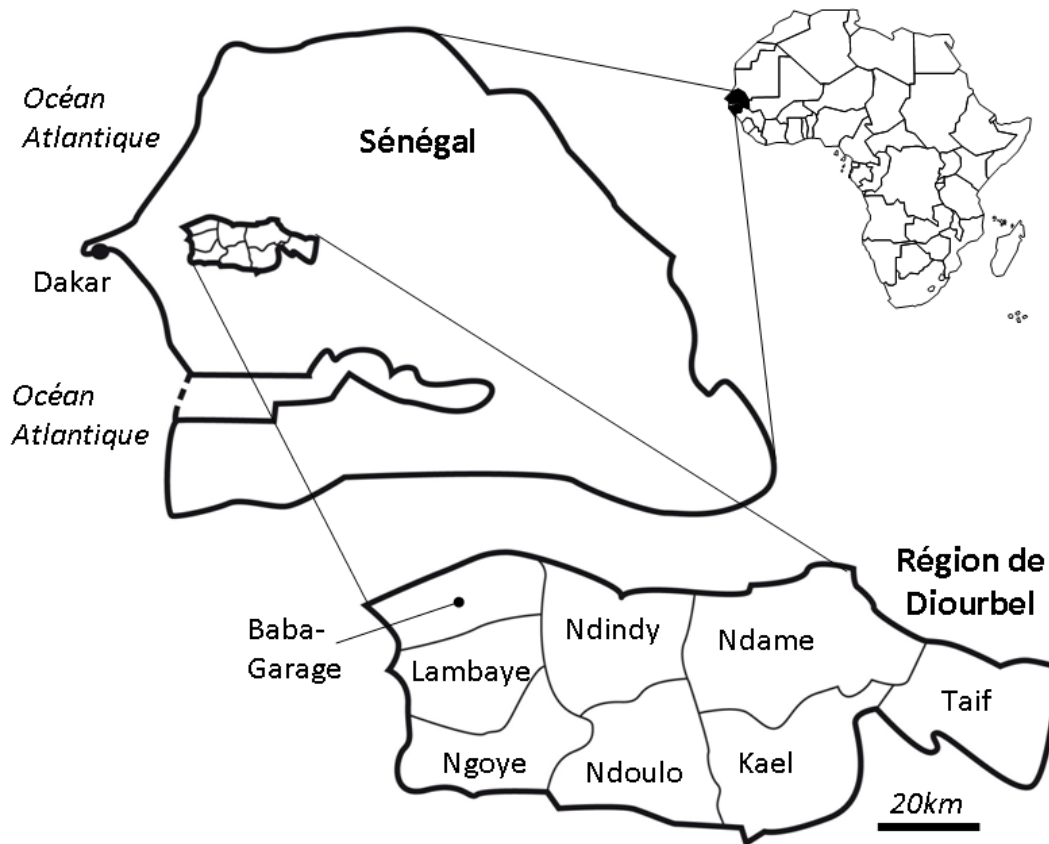 Océan
Atlantique
Sénégal
Dakar
Océan
Atlantique
Région de
Diourbel
Baba-
Garage
Ndindy
Ndame
Lambaye
Taif
Ngoye
Ndoulo
Kael
20km